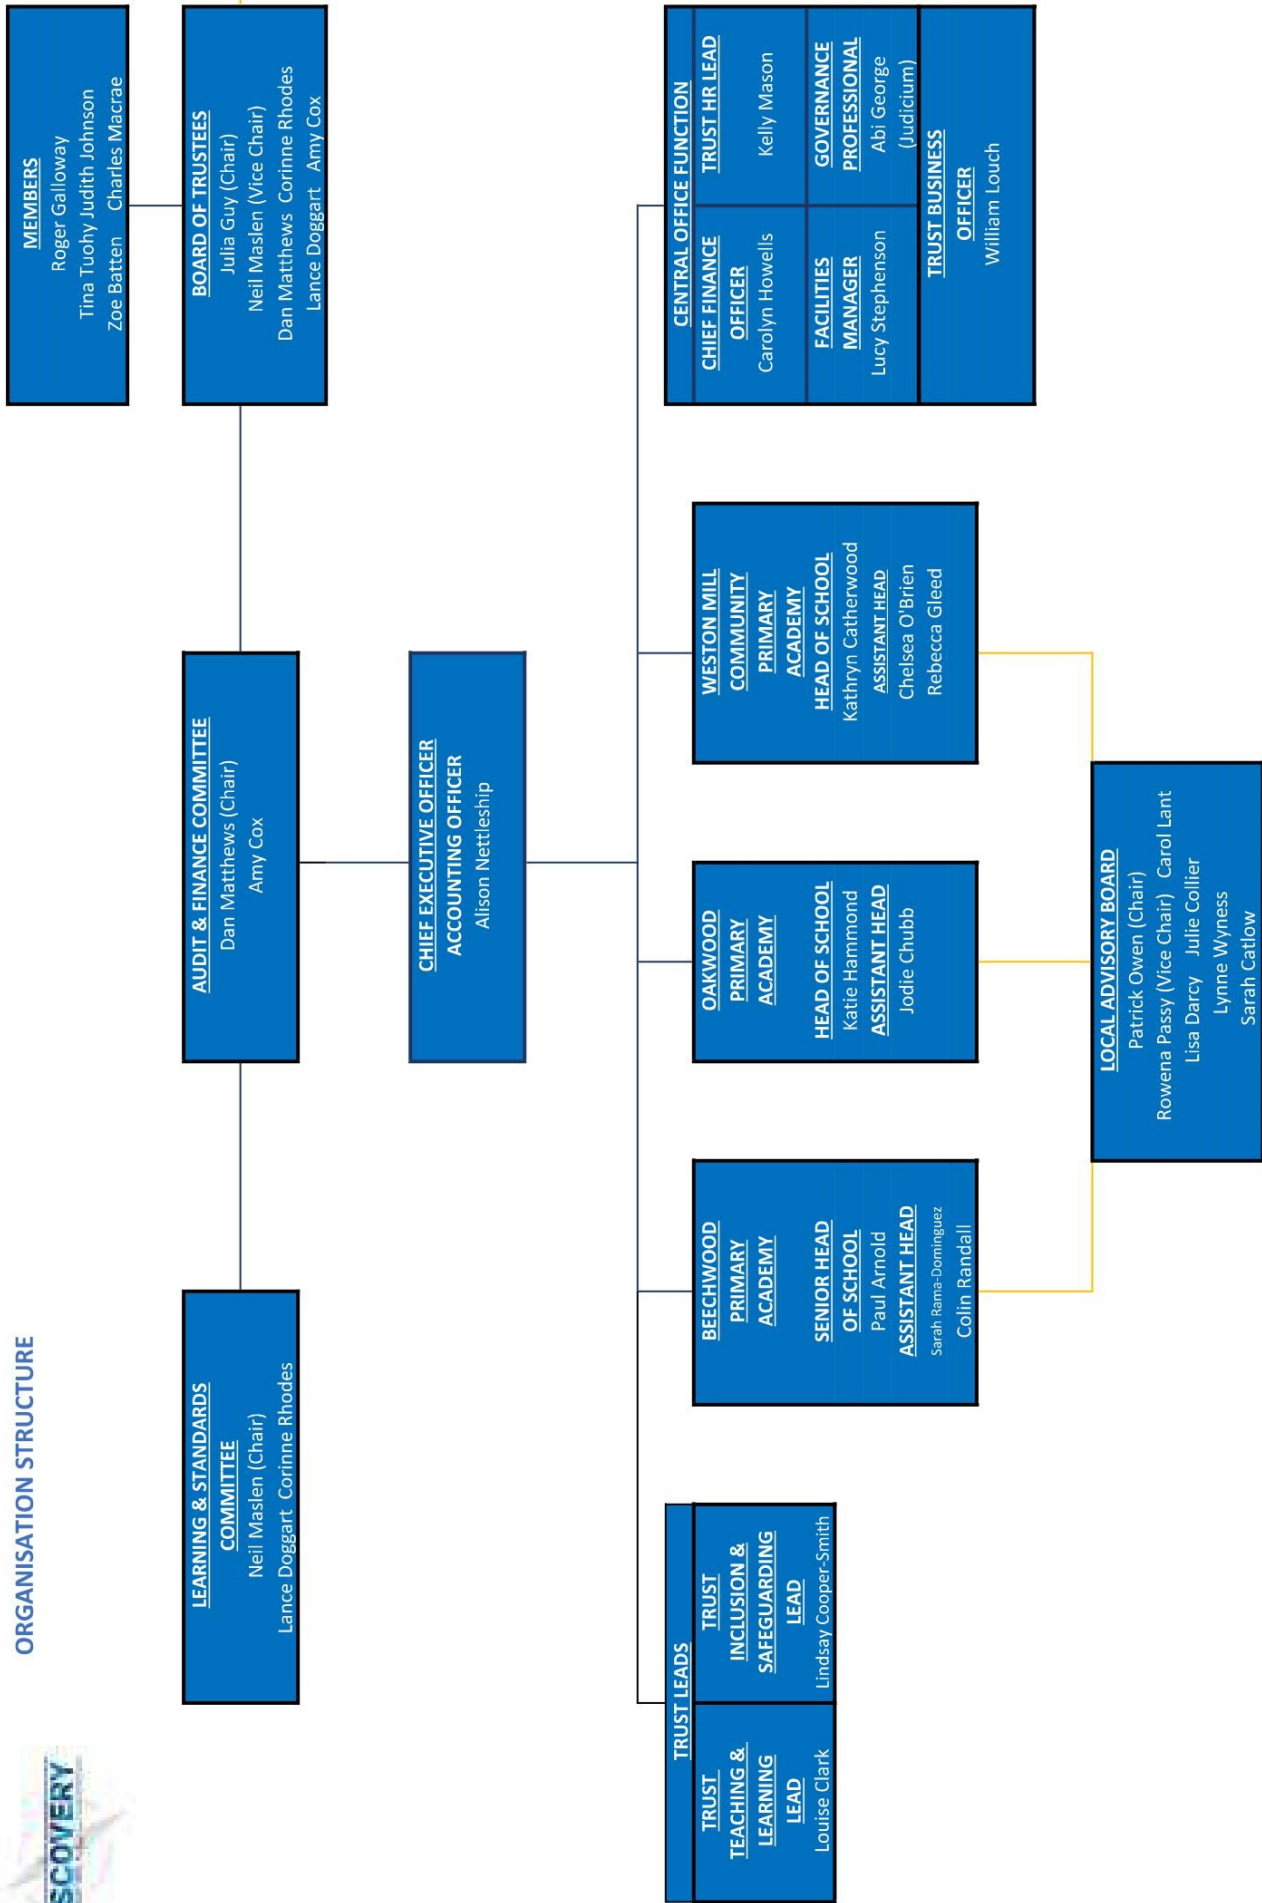 SCOVERY
ORGANISATION STRUCTURE
MEMBERS
Roger Galloway
Tina Tuohy Judith Johnson
Zoe Batten Charles Macrae
LEARNING & STANDARDS
COMMITTEE
Neil Maslen (Chair)
Lance Doggart Corinne Rhodes
AUDIT & FINANCE COMMITTEE
Dan Matthews (Chair)
Amy Cox
BOARD OF TRUSTEES
Julia Guy (Chair)
Neil Maslen (Vice Chair)
Dan Matthews Corinne Rhodes
Lance Doggart Amy Cox
CHIEF EXECUTIVE OFFICER
ACCOUNTING OFFICER
Alison Nettleship
TRUST LEADS
TRUST
TEACHING &
LEARNING
LEAD
Louise Clark
TRUST
INCLUSION &
SAFEGUARDING
LEAD
Lindsay Cooper-Smith
BEECHWOOD
PRIMARY
ACADEMY
SENIOR HEAD
OF SCHOOL
Paul Arnold
ASSISTANT HEAD
Sarah Rama-Dominguez
Colin Randall
OAKWOOD
PRIMARY
ACADEMY
HEAD OF SCHOOL
Katie Hammond
ASSISTANT HEAD
Jodie Chubb
WESTON MILL
COMMUNITY
PRIMARY
ACADEMY
HEAD OF SCHOOL
Kathryn Catherwood
ASSISTANT HEAD
Chelsea O'Brien
Rebecca Gleed
CENTRAL OFFICE FUNCTION
CHIEF FINANCE
OFFICER
Carolyn Howells
TRUST HR LEAD
Kelly Mason
FACILITIES
MANAGER
Lucy Stephenson
GOVERNANCE
PROFESSIONAL
Abi George
(Judicium)
TRUST BUSINESS
OFFICER
William Louch
LOCAL ADVISORY BOARD
Patrick Owen (Chair)
Rowena Passy (Vice Chair) Carol Lant
Lisa Darcy Julie Collier
Lynne Wyness
Sarah Catlow